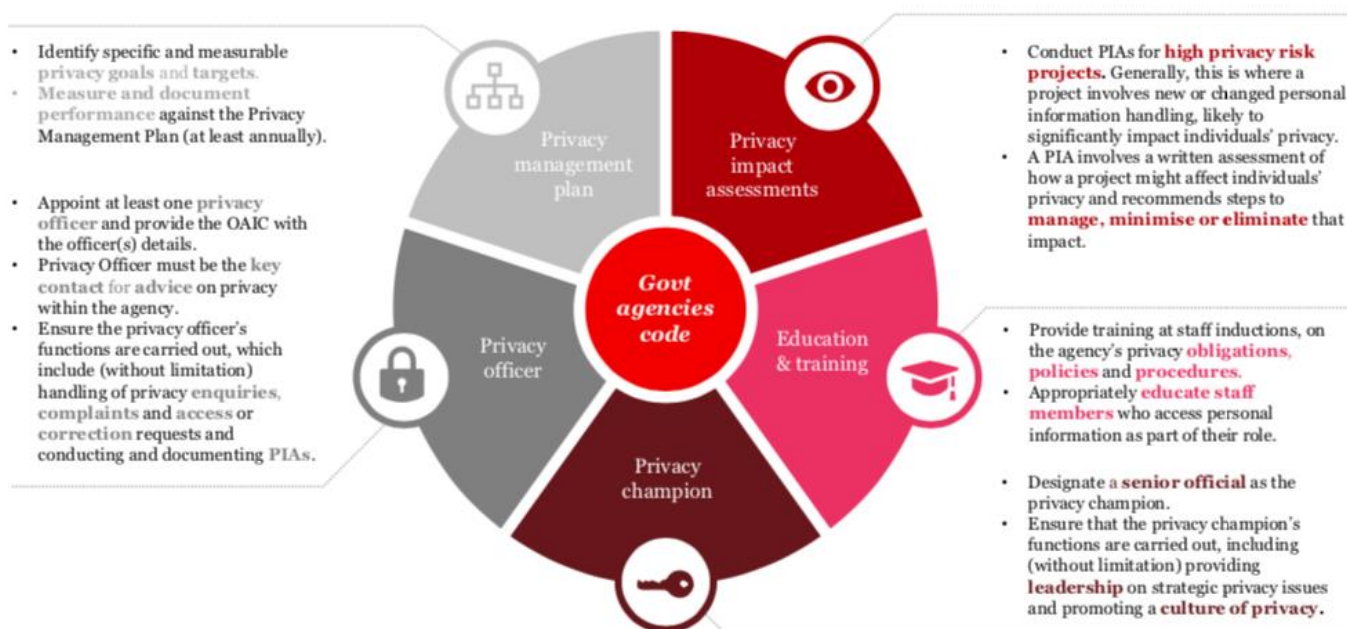 • Identify specific and measurable
privacy goals and targets.
• Measure and document
performance against the Privacy
Management Plan (at least annually).
• Appoint at least one privacy
officer and provide the OAIC with
the officer(s) details.
• Privacy Officer must be the key
contact for advice on privacy
within the agency.
• Ensure the privacy officer's
functions are carried out, which
include (without limitation)
handling of privacy enquiries,
complaints and access or
correction requests and
conducting and documenting PIAs.
Privacy
management
plan
Privacy
impact
assessments
Govt
agencies
code
Privacy
officer
Education
& training
Privacy
champion
• Conduct PIAs for high privacy risk
projects. Generally, this is where a
project involves new or changed personal
information handling, likely to
significantly impact individuals' privacy.
• A PIA involves a written assessment of
how a project might affect individuals'
privacy and recommends steps to
manage, minimise or eliminate that
impact.
• Provide training at staff inductions, on
the agency's privacy obligations,
policies and procedures.
• Appropriately educate staff
members who access personal
information as part of their role.
• Designate a senior official as the
privacy champion.
• Ensure that the privacy champion's
functions are carried out, including
(without limitation) providing
leadership on strategic privacy issues
and promoting a culture of privacy.